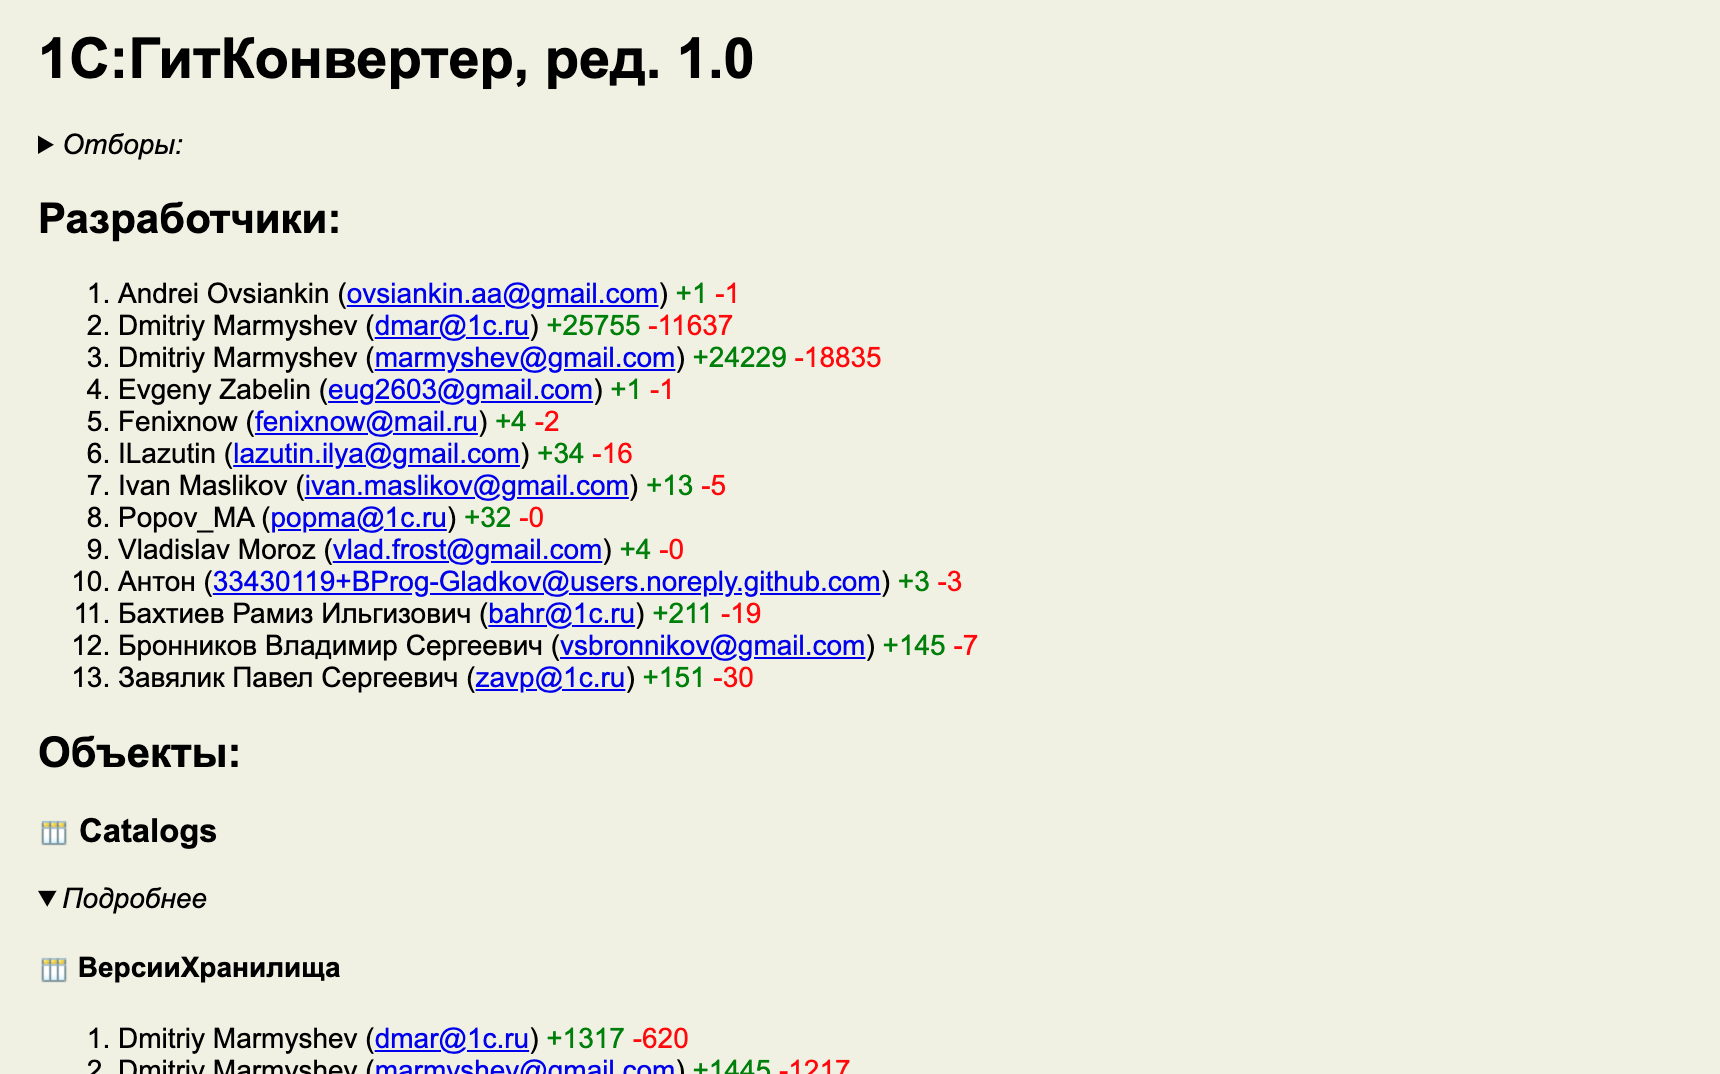 1С:ГитКонвертер, ред. 1.0
Отборы:
Разработчики:
1. Andrei Ovsiankin (ovsiankin.aa@gmail.com) +1 -1
2. Dmitriy Marmyshev (dmar@1c.ru) +25755 -11637
3. Dmitriy Marmyshev (marmyshev@gmail.com) +24229 -18835
4. Evgeny Zabelin (eug2603@gmail.com) +1 -1
5. Fenixnow (fenixnow@mail.ru) +4 -2
6. ILazutin (lazutin.ilya@gmail.com) +34 -16
7. Ivan Maslikov (ivan.maslikov@gmail.com) +13 -5
8. Popov_MA (popma@1c.ru) +32 -0
9. Vladislav Moroz (vlad.frost@gmail.com) +4 -0
10. Антон (33430119+BProg-Gladkov@users.noreply.github.com) +3 -3
11. Бахтиев Рамиз Ильгизович (bahr@1c.ru) +211 -19
12. Бронников Владимир Сергеевич (vsbronnikov@gmail.com) +145 -7
13. Завялик Павел Сергеевич (zavp@1c.ru) +151 -30
Объекты:
Catalogs
Подробнее
ВерсииХранилища
1. Dmitriy Marmyshev (dmar@1c.ru) +1317 -620
2. Dmitriy Marmyshev (marmyshev@gmail.com) +1445 -1217